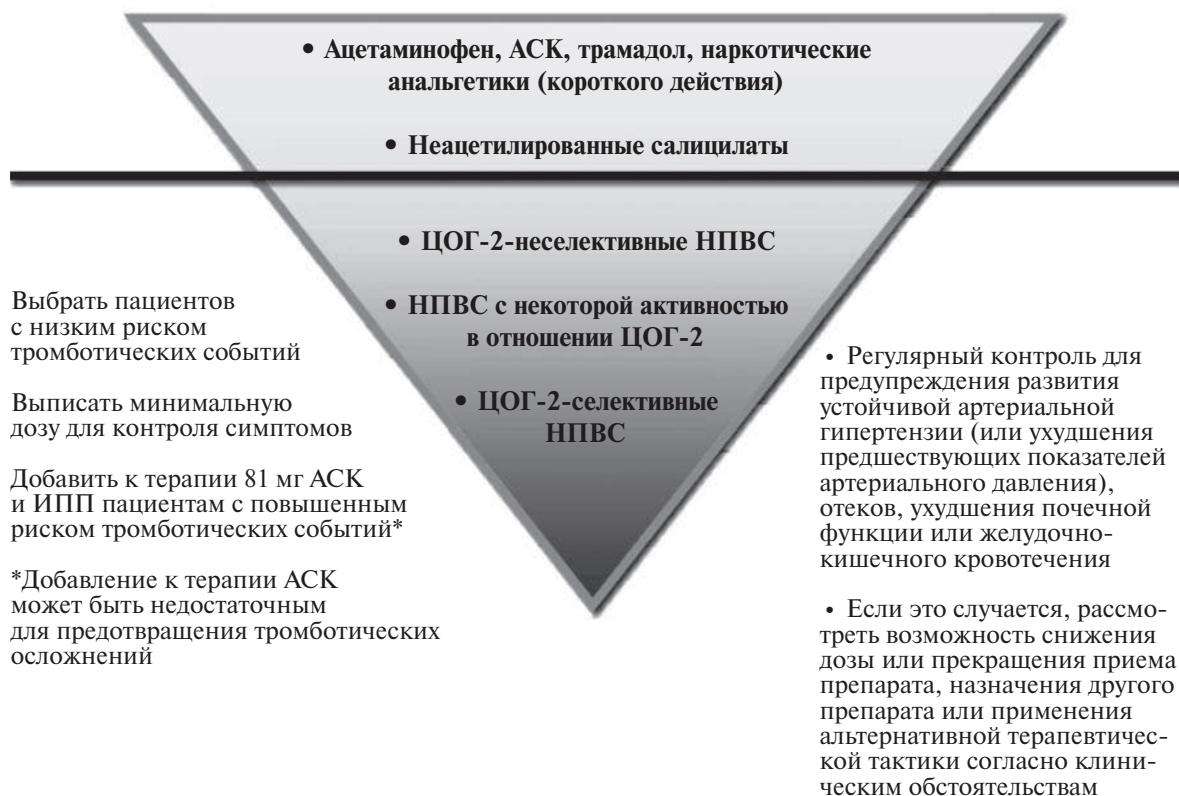 • Ацетаминофен, АСК, трамадол, наркотические
анальгетики (короткого действия)
• Неацетилированные салицилаты
• ЦОГ-2-неселективные НПВС
• НПВС с некоторой активностью
в отношении ЦОГ-2
• ЦОГ-2-селективные
НПВС
Выбрать пациентов
с низким риском
тромботических событий
Выписать минимальную
дозу для контроля симптомов
Добавить к терапии 81 мг АСК
и ИПП пациентам с повышенным
риском тромботических событий*
*Добавление к терапии АСК
может быть недостаточным
для предотвращения тромботических
осложнений
• Регулярный контроль для
предупреждения развития
устойчивой артериальной
гипертензии (или ухудшения
предшествующих показателей
артериального давления),
отеков, ухудшения почечной
функции или желудочно-
кишечного кровотечения
• Если это случается, рассмо-
треть возможность снижения
дозы или прекращения приема
препарата, назначения другого
препарата или применения
альтернативной терапевтичес-
кой тактики согласно клини-
ческим обстоятельствам